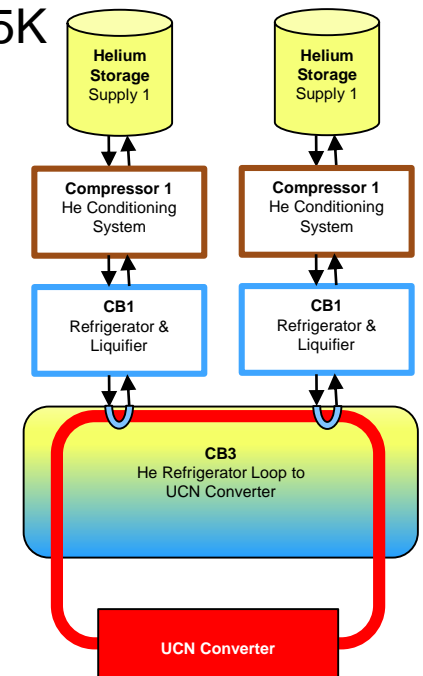 5K
Helium
Storage
Supply 1
Helium
Storage
Supply 1
Compressor 1
He Conditioning
System
Compressor 1
He Conditioning
System
CB1
Refrigerator &
Liquifier
CB1
Refrigerator &
Liquifier
CB3
He Refrigerator Loop to
UCN Converter
UCN Converter